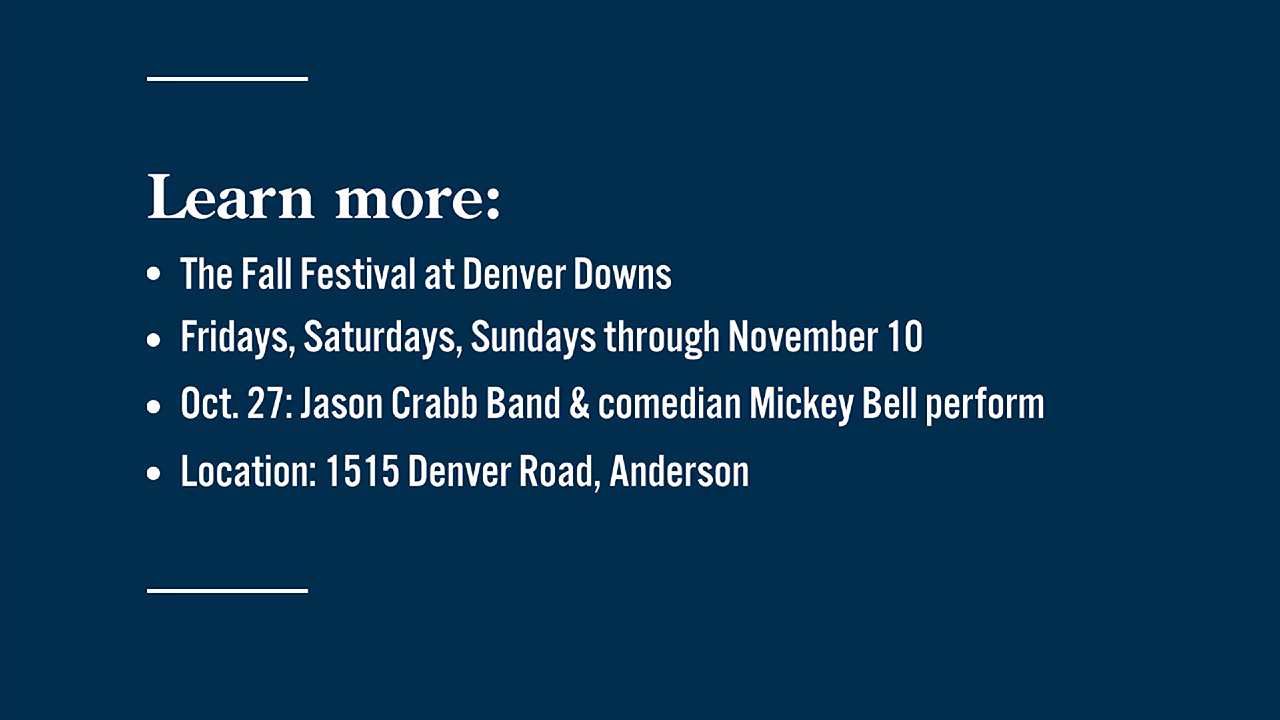 Learn more:
• The Fall Festival at Denver Downs
• Fridays, Saturdays, Sundays through November 10
• Oct. 27: Jason Crabb Band & comedian Mickey Bell perform
• Location: 1515 Denver Road, Anderson